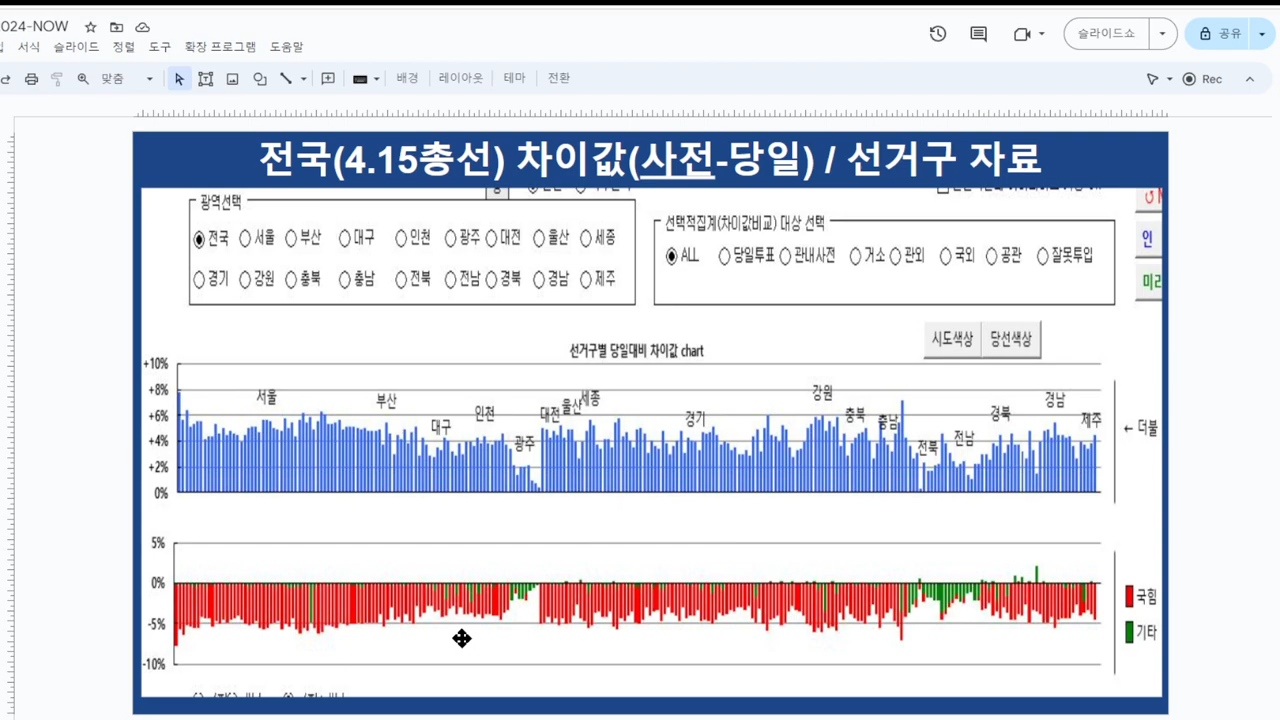 024-NOW
서식 슬라이드 정렬 도구 확장 프로그램 도움말
슬라이드쇼
공유
맞춤
배경 레이아웃 테마 전환
Rec
전국(4.15총선) 차이값(사전-당일) / 선거구 자료
광역선택
전국 서울 부산 대구 인천 광주 대전 울산 세종
경기 강원 충북 충남 전북 전남 경북 경남 제주
선택적집계(차이값비교) 대상 선택
ALL 당일투표 관내사전 거소 관외 국외 공관 잘못투입
인
미리
시도색상 당선색상
선거구별 당일대비 차이값 chart
+10%
+8%
+6%
+4%
+2%
0%
서울 부산 대구 인천 광주 대전 울산 세종 경기 강원 충북 충남 전북 전남 경북 경남 제주
← 더불
5%
0%
-5%
-10%
국힘
기타